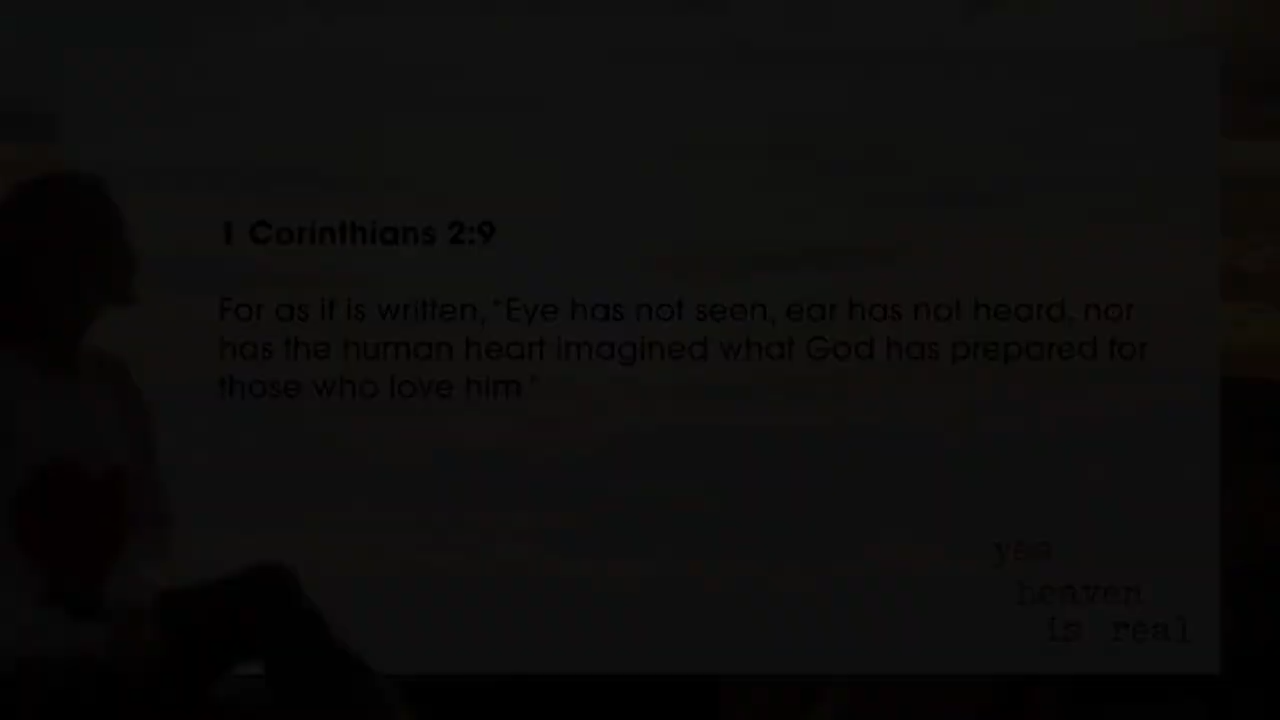 1 Corinthians 2:9
For as it is written, "Eye has not seen, ear has not heard, nor
has the human heart imagined what God has prepared for
those who love him"
yes
heaven
is real